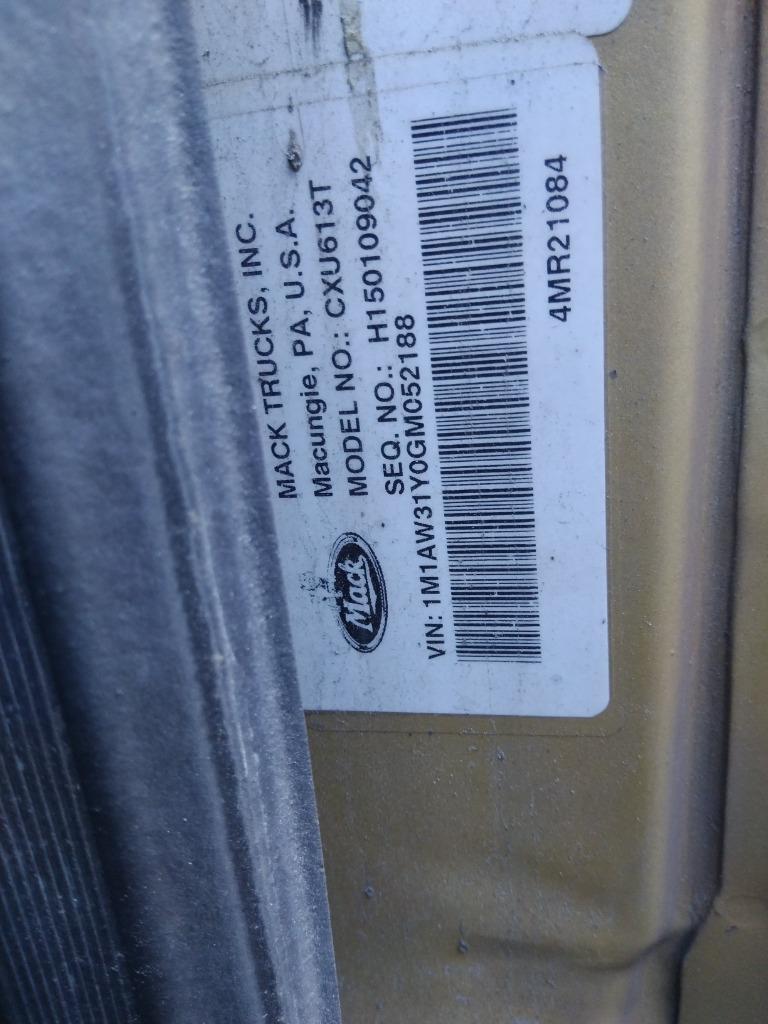 MACK TRUCKS, INC.
Macungie, PA, U.S.A.
MODEL NO.: CXU613T
SEQ. NO.: H150109042
Mack
VIN: 1M1AW31Y0GM052188
4MR21084